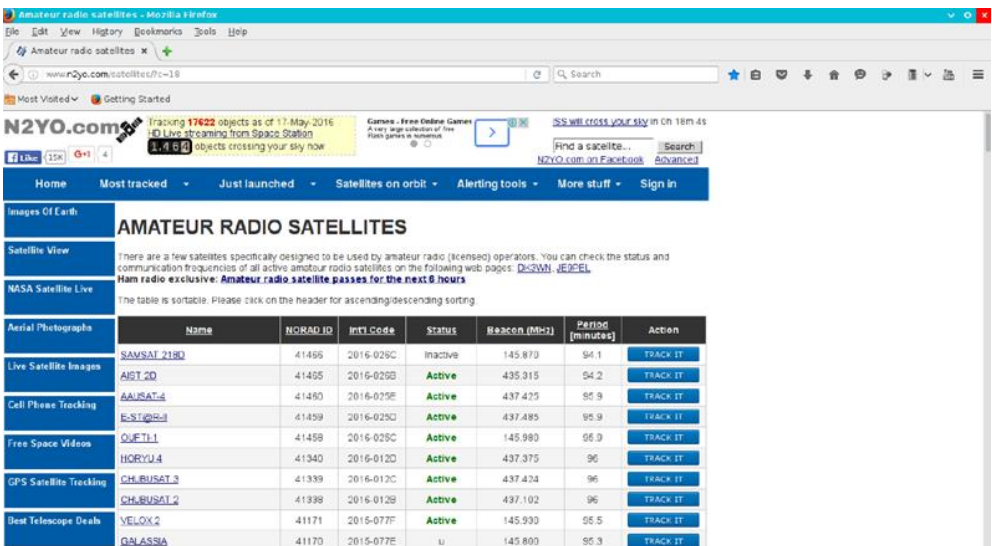 Amateur radio satellites - Mozilla Firefox
File Edit View History Bookmarks Tools Help
Amateur radio satellites
www.n2yo.com/satellites/?c=18
Search
Most Visited
Getting Started
N2YO.com
Tracking 17622 objects as of 17-May-2016
HD Live streaming from Space Station
1,464 objects crossing your sky now
Games - Free Online Games
A very large collection of free
Flash games in numerous
ISS will cross your sky in 0h 18m 4s
Find a satellite...
Search
Like 15K G+1 4
N2YO.com on Facebook Advanced
Home Most tracked Just launched Satellites on orbit Alerting tools More stuff Sign in
Images Of Earth
Satellite View
NASA Satellite Live
Aerial Photographs
Live Satellite Images
Cell Phone Tracking
Free Space Videos
GPS Satellite Tracking
Best Telescope Deals
AMATEUR RADIO SATELLITES
There are a few satellites specifically designed to be used by amateur radio (licensed) operators. You can check the status and
communication frequencies of all active amateur radio satellites on the following web pages: DK3WN, JE9PEL
Ham radio exclusive: Amateur radio satellite passes for the next 6 hours
The table is sortable. Please click on the header for ascending/descending sorting.
Name NORAD ID Int'l Code Status Beacon (MHz) Period [minutes] Action
SAMSAT 218D 41466 2016-026C Inactive 145.870 94.1 TRACK IT
AIST 2D 41465 2016-026B Active 435.315 94.2 TRACK IT
AAUSAT-4 41460 2016-025E Active 437.425 95.9 TRACK IT
E-ST@R-II 41459 2016-025D Active 437.485 95.9 TRACK IT
OUFTI-1 41458 2016-025C Active 145.980 95.9 TRACK IT
HORYU 4 41340 2016-012D Active 437.375 96 TRACK IT
CHUBUSAT 3 41339 2016-012C Active 437.424 96 TRACK IT
CHUBUSAT 2 41338 2016-012B Active 437.102 96 TRACK IT
VELOX 2 41171 2015-077F Active 145.930 95.5 TRACK IT
GALASSIA 41170 2015-077E u 145.800 95.3 TRACK IT